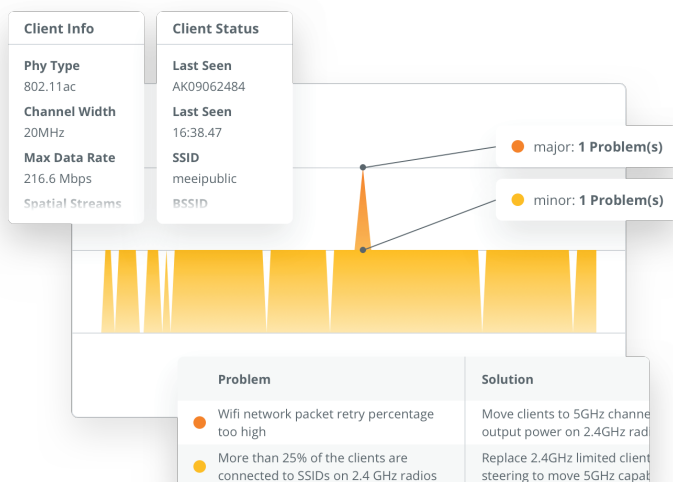 Client Info
Phy Type
802.11ac
Channel Width
20MHz
Max Data Rate
216.6 Mbps
Spatial Streams
Client Status
Last Seen
AK09062484
Last Seen
16:38.47
SSID
meeipublic
BSSID
major: 1 Problem(s)
minor: 1 Problem(s)
Problem
Solution
Wifi network packet retry percentage
too high
Move clients to 5GHz channe
output power on 2.4GHz rad
More than 25% of the clients are
connected to SSIDs on 2.4 GHz radios
Replace 2.4GHz limited client
steering to move 5GHz capab